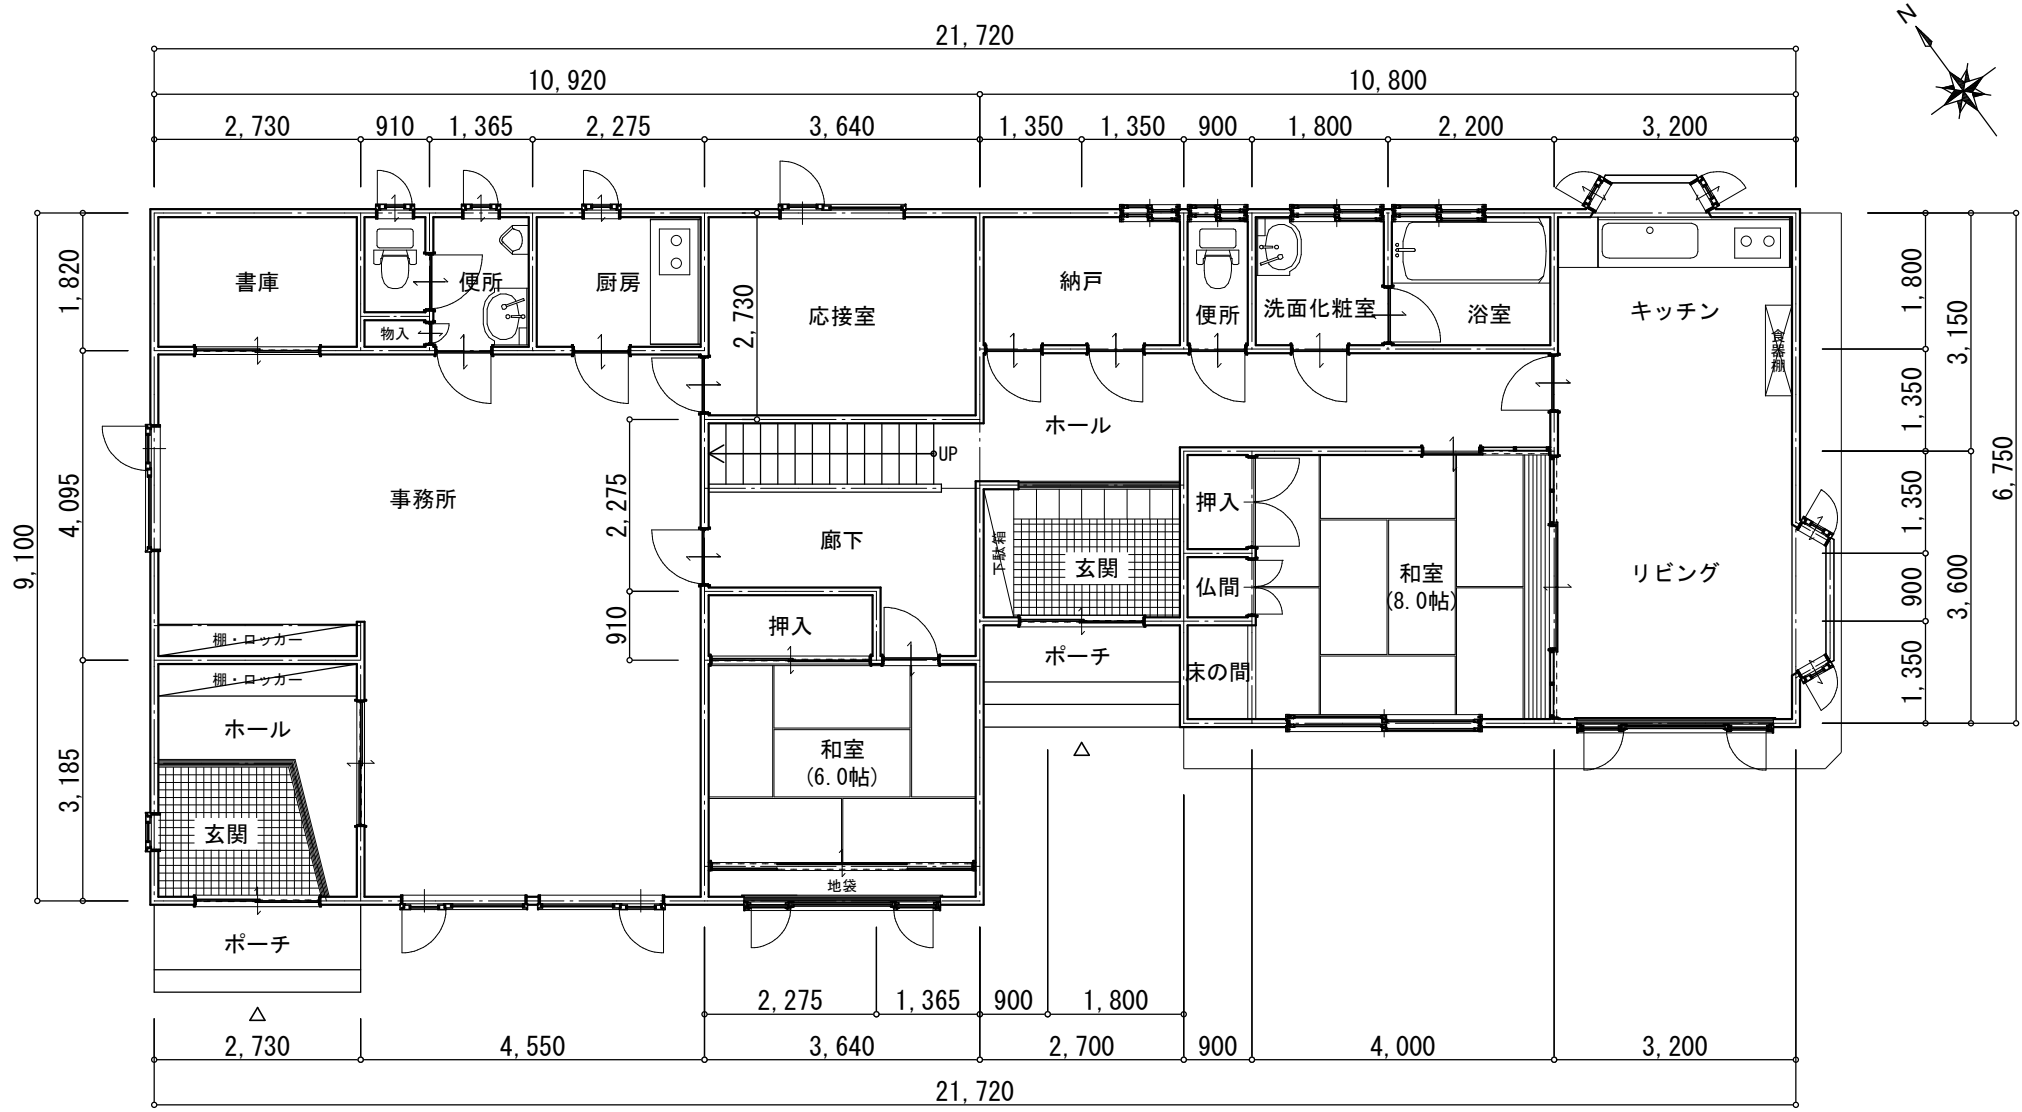 N
21,720
10,920
10,800
2,730
910
1,365
2,275
3,640
1,350
1,350
900
1,800
2,200
3,200
書庫
便所
物入
厨房
応接室
2,730
納戸
便所
洗面化粧室
浴室
キッチン
食器棚
1,820
4,095
3,185
9,100
1,800
1,350
1,350
900
1,350
3,150
3,600
6,750
事務所
UP
ホール
2,275
910
廊下
下駄箱
玄関
押入
仏間
床の間
和室
(8.0帖)
リビング
棚・ロッカー
棚・ロッカー
押入
ポーチ
ホール
和室
(6.0帖)
玄関
地袋
ポーチ
2,275
1,365
900
1,800
2,730
4,550
3,640
2,700
900
4,000
3,200
21,720